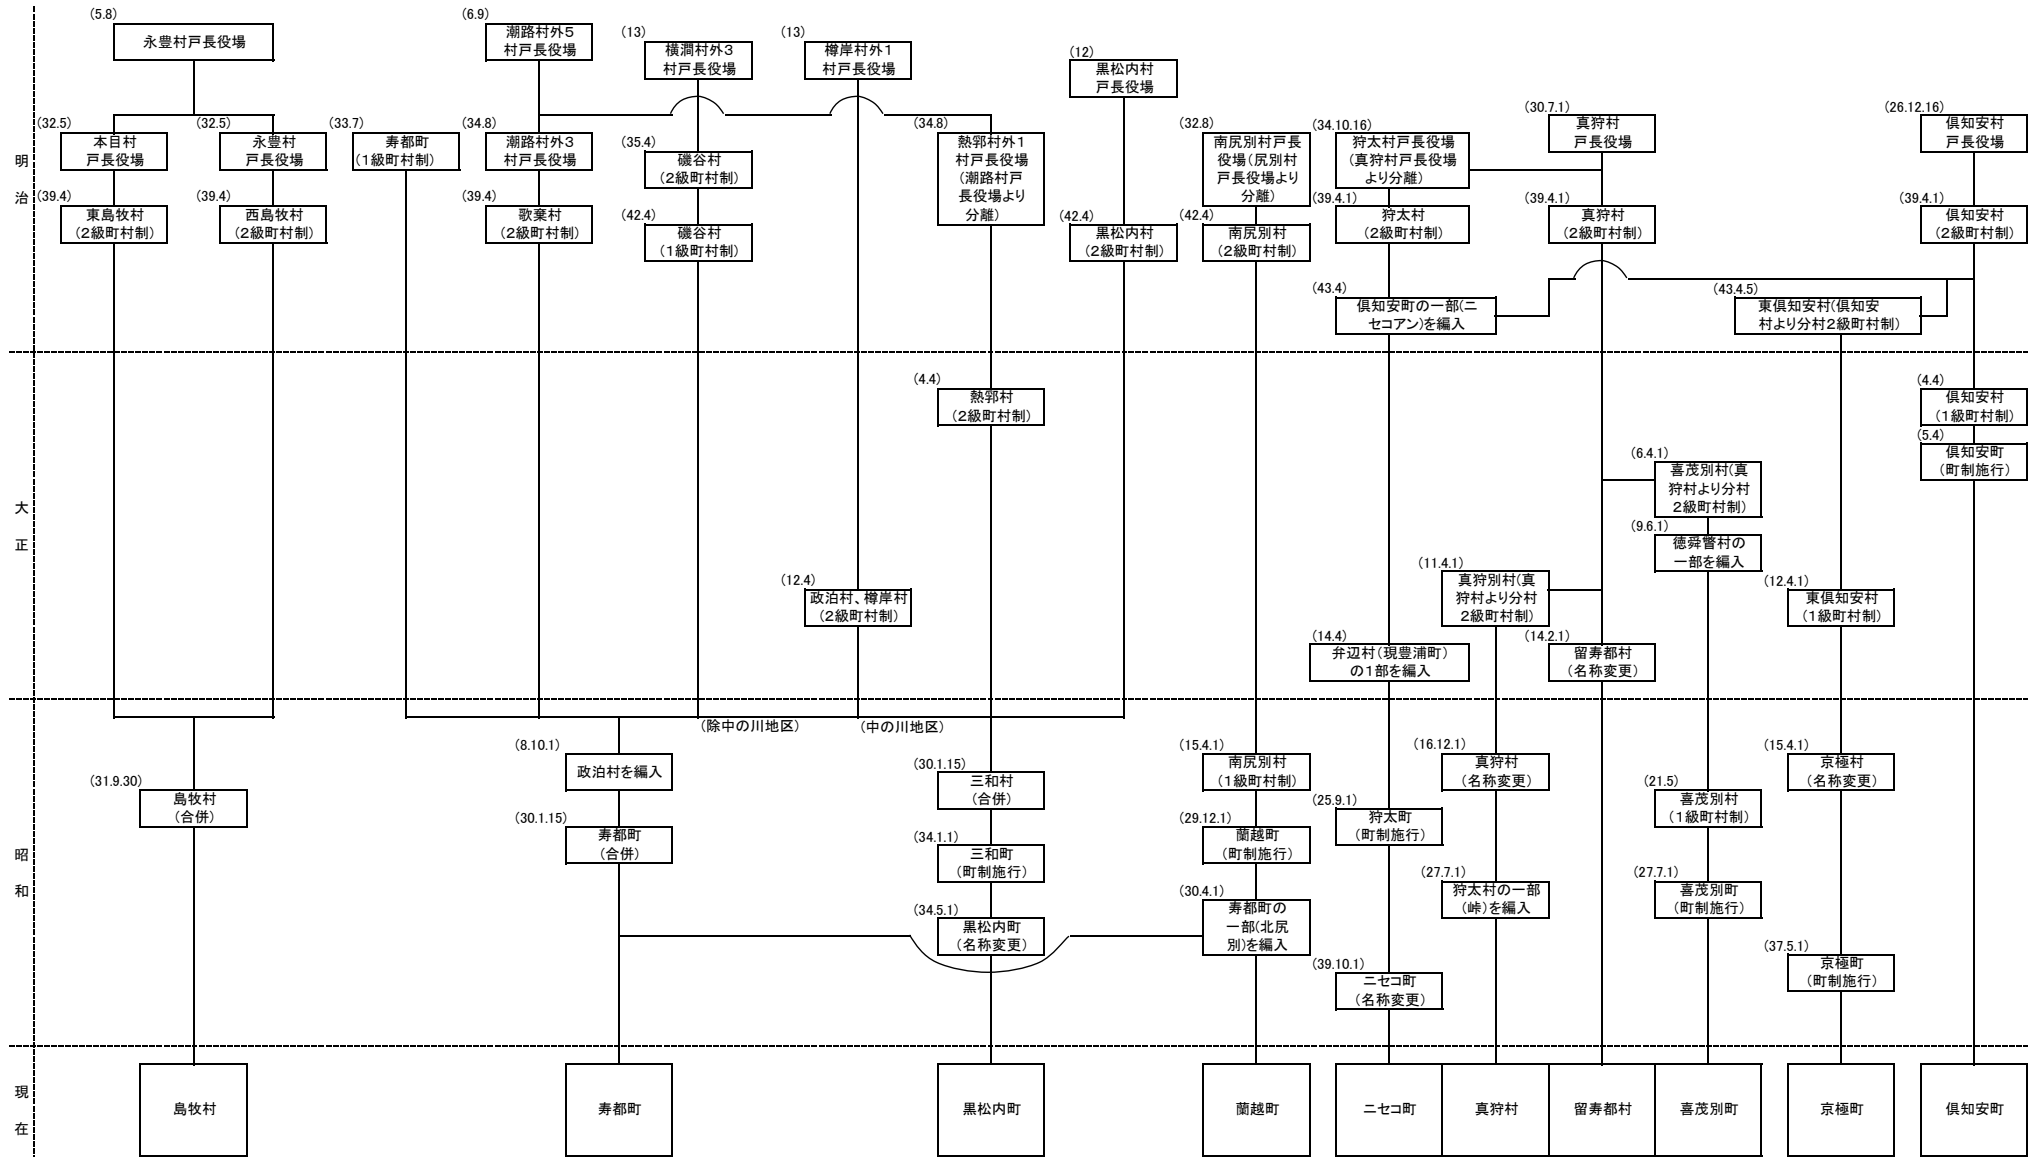 明
治
(5.8)
永豊村戸長役場
(6.9)
潮路村外5
村戸長役場
(13)
横澗村外3
村戸長役場
(13)
樽岸村外1
村戸長役場
(12)
黒松内村
戸長役場
(32.5)
本目村
戸長役場
(32.5)
永豊村
戸長役場
(33.7)
寿都町
(1級町村制)
(34.8)
潮路村外3
村戸長役場
(35.4)
磯谷村
(2級町村制)
(34.8)
熱郛村外1
村戸長役場
(潮路村戸
長役場より
分離)
(32.8)
南尻別村戸長
役場(尻別村
戸長役場より
分離)
(34.10.16)
狩太村戸長役場
(真狩村戸長役場
より分離)
(30.7.1)
真狩村
戸長役場
(26.12.16)
倶知安村
戸長役場
(39.4)
東島牧村
(2級町村制)
(39.4)
西島牧村
(2級町村制)
(39.4)
歌棄村
(2級町村制)
(42.4)
磯谷村
(1級町村制)
(42.4)
黒松内村
(2級町村制)
(42.4)
南尻別村
(2級町村制)
(39.4.1)
狩太村
(2級町村制)
(39.4.1)
真狩村
(2級町村制)
(39.4.1)
倶知安村
(2級町村制)
(43.4)
倶知安町の一部(ニ
セコアン)を編入
(43.4.5)
東倶知安村(倶知安
村より分村2級町村制)
大
正
(4.4)
熱郛村
(2級町村制)
(4.4)
倶知安村
(1級町村制)
(5.4)
倶知安町
(町制施行)
(6.4.1)
喜茂別村(真
狩村より分村
2級町村制)
(9.6.1)
徳舜瞥村の
一部を編入
(12.4)
政泊村、樽岸村
(2級町村制)
(11.4.1)
真狩別村(真
狩村より分村
2級町村制)
(12.4.1)
東倶知安村
(1級町村制)
(14.4)
弁辺村(現豊浦町)
の1部を編入
(14.2.1)
留寿都村
(名称変更)
昭
和
(除中の川地区)
(中の川地区)
(8.10.1)
政泊村を編入
(31.9.30)
島牧村
(合併)
(30.1.15)
寿都町
(合併)
(30.1.15)
三和村
(合併)
(34.1.1)
三和町
(町制施行)
(34.5.1)
黒松内町
(名称変更)
(15.4.1)
南尻別村
(1級町村制)
(29.12.1)
蘭越町
(町制施行)
(30.4.1)
寿都町の
一部(北尻
別)を編入
(25.9.1)
狩太町
(町制施行)
(39.10.1)
ニセコ町
(名称変更)
(16.12.1)
真狩村
(名称変更)
(27.7.1)
狩太村の一部
(峠)を編入
(21.5)
喜茂別村
(1級町村制)
(27.7.1)
喜茂別町
(町制施行)
(15.4.1)
京極村
(名称変更)
(37.5.1)
京極町
(町制施行)
現
在
島牧村
寿都町
黒松内町
蘭越町
ニセコ町
真狩村
留寿都村
喜茂別町
京極町
倶知安町